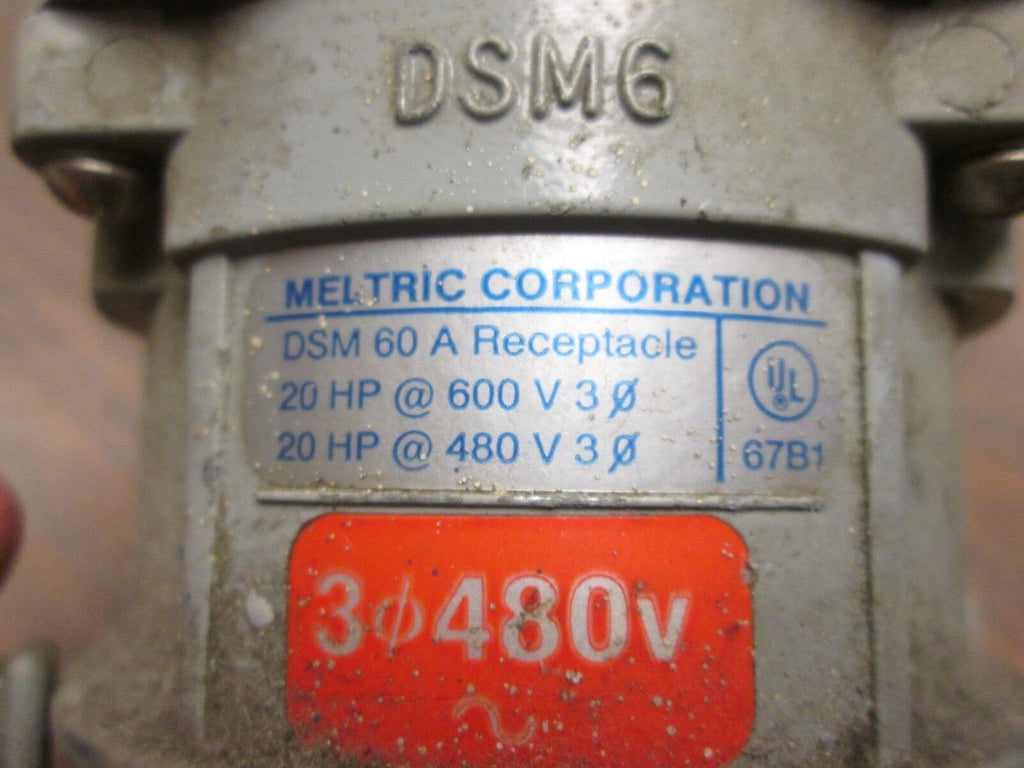 DSM6
MELTRIC CORPORATION
DSM 60 A Receptacle
20 HP @ 600 V 3 Ø
20 HP @ 480 V 3 Ø
UL
®
67B1
3ϕ480v
~